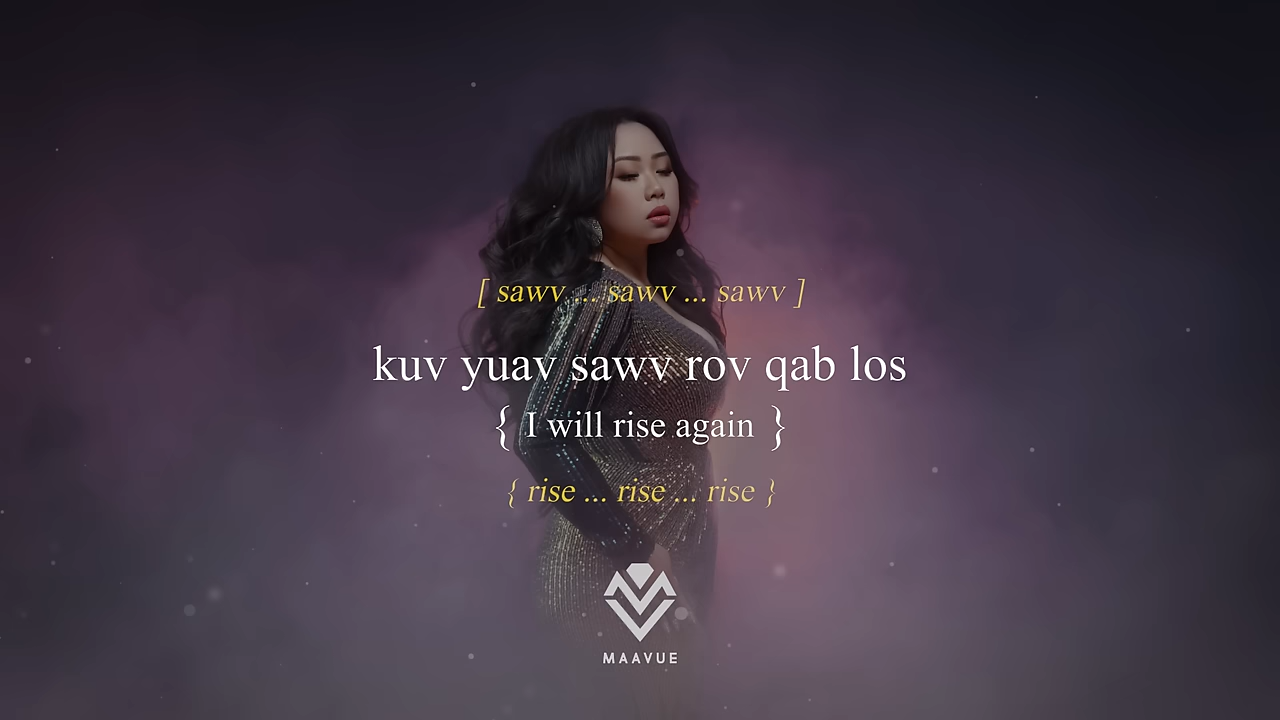 [ sawv ... sawv ... sawv ]
kuv yuav sawv rov qab los
{ I will rise again }
{ rise ... rise ... rise }
MAAVUE